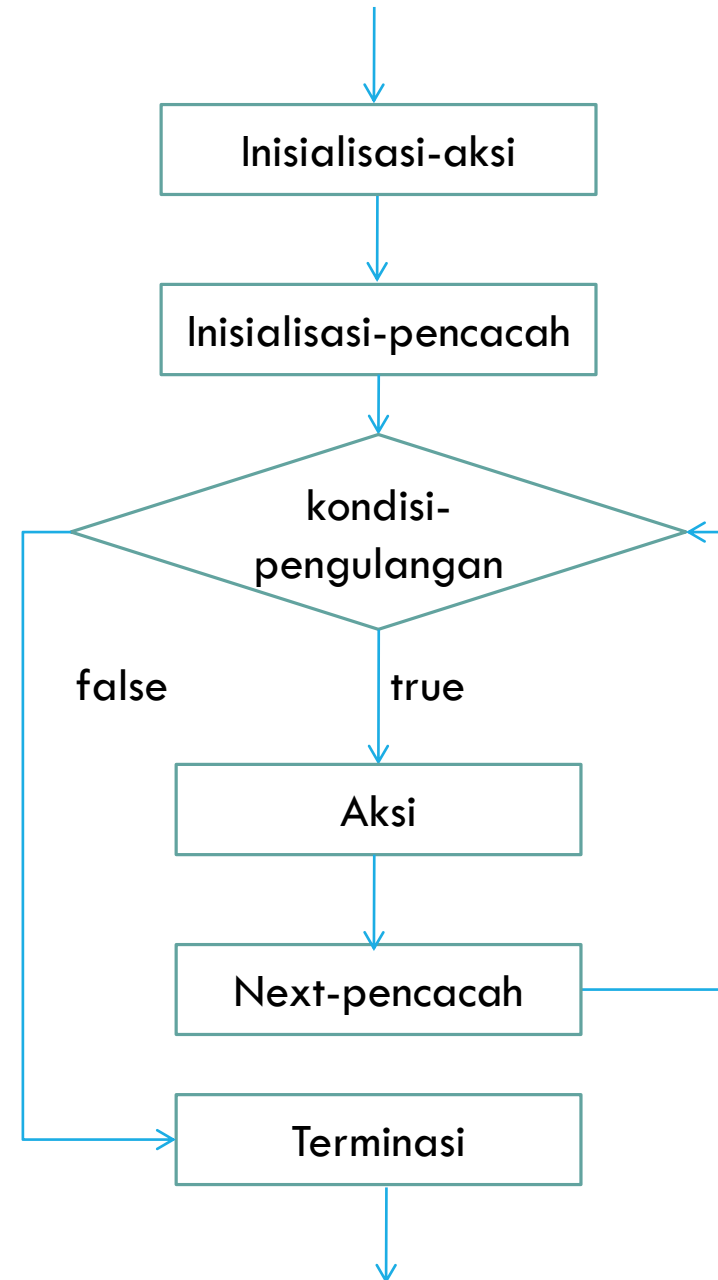 Inisialisasi-aksi
Inisialisasi-pencacah
kondisi-
pengulangan
false
true
Aksi
Next-pencacah
Terminasi